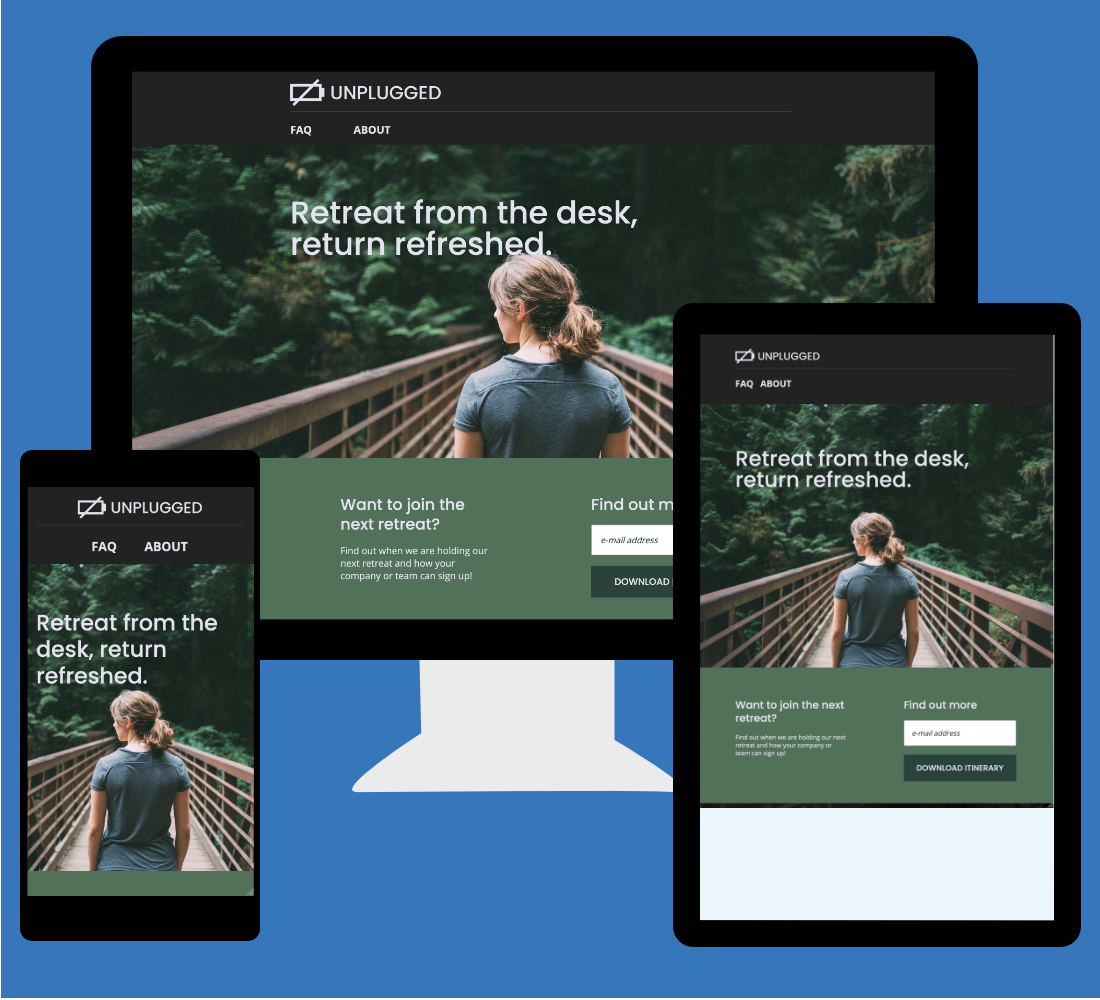 UNPLUGGED
FAQ ABOUT
Retreat from the desk,
return refreshed.
Want to join the
next retreat?
Find out when we are holding our
next retreat and how your
company or team can sign up!
Find out m
e-mail address
DOWNLOAD
UNPLUGGED
FAQ ABOUT
Retreat from the
desk, return
refreshed.
UNPLUGGED
FAQ ABOUT
Retreat from the desk,
return refreshed.
Want to join the next
retreat?
Find out when we are holding our next
retreat and how your company or
team can sign up!
Find out more
e-mail address
DOWNLOAD ITINERARY